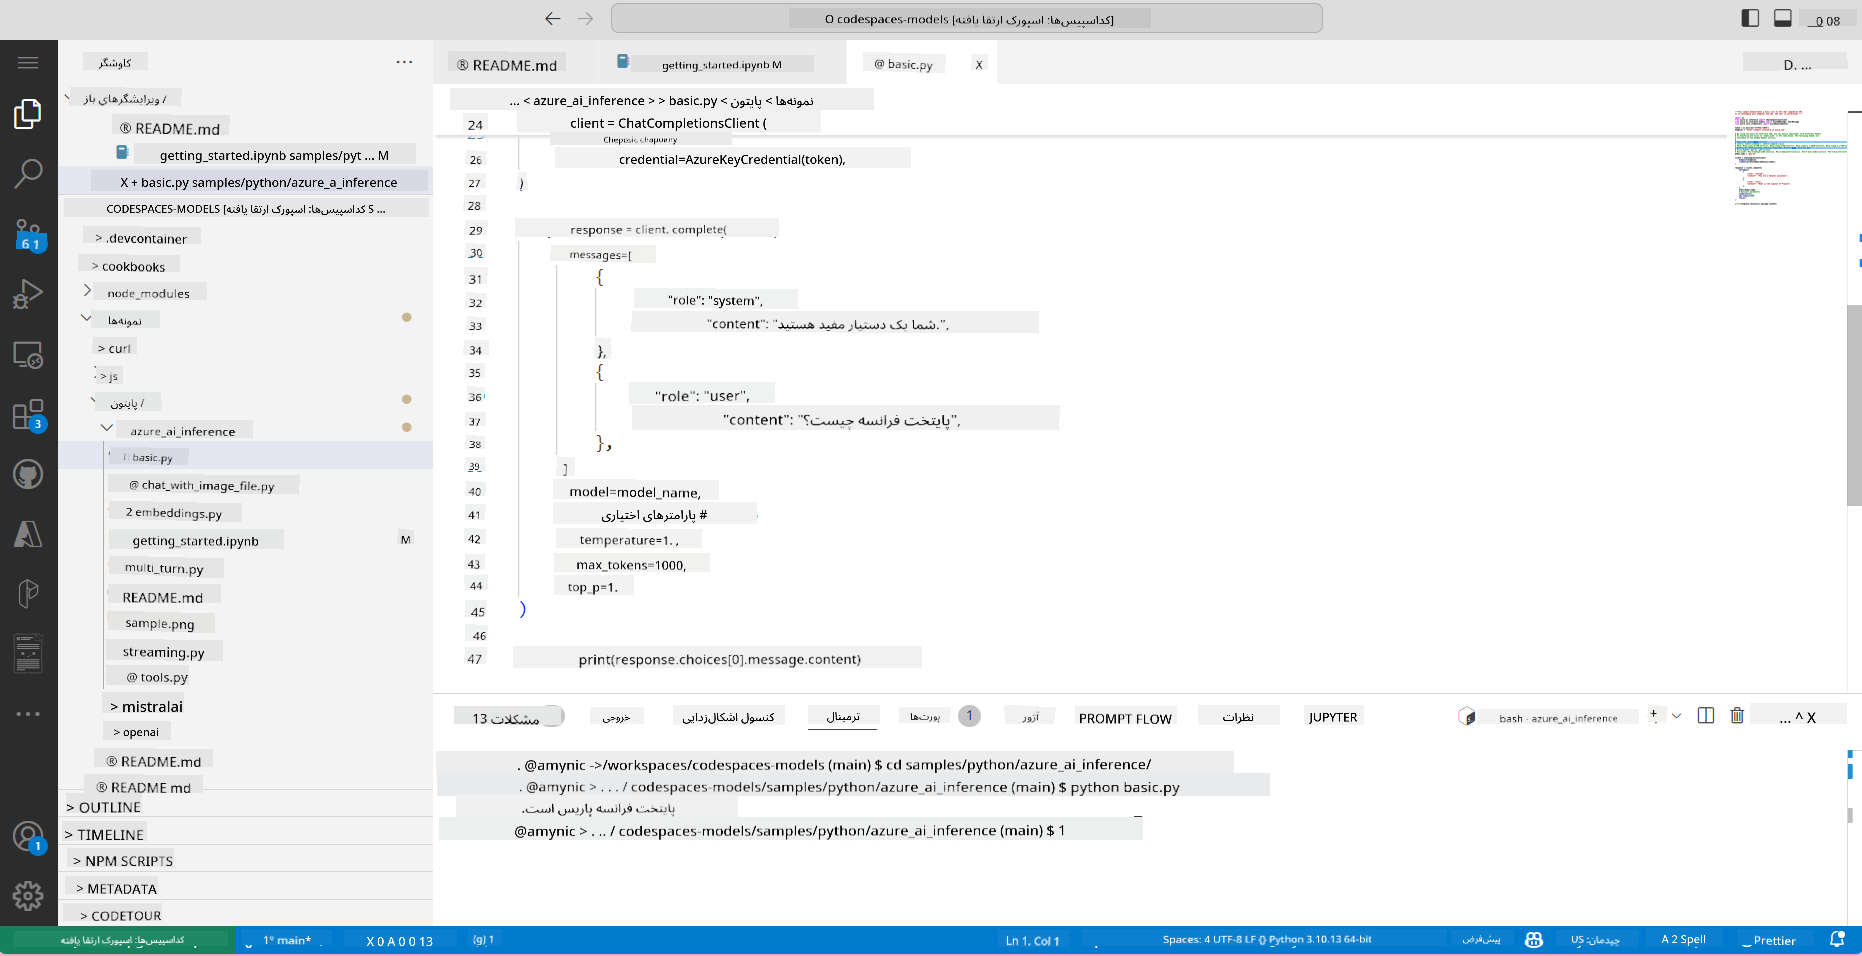 O codespaces-models [کداسپیس‌ها: اسپورک ارتقا یافته]
_0 08
کاوشگر
...
/ ویرایشگرهای باز
® README.md
getting_started.ipynb samples/pyt ... M
X + basic.py samples/python/azure_a_inference
CODESPACES-MODELS [کداسپیس‌ها: اسپورک ارتقا یافته 5 ...
> .devcontainer
> cookbooks
> node_modules
نمونه‌ها
> curl
> js
/ پایتون
azure_ai_inference
basic.py
@ chat_with_image_file.py
2 embeddings.py
getting_started.ipynb M
multi_turn.py
README.md
sample.png
streaming.py
@ tools.py
> mistralai
> openai
® README.md
® README md
> OUTLINE
> TIMELINE
> NPM SCRIPTS
> METADATA
> CODETOUR
6 1
3
1
® README.md
getting_started.ipynb M
@ basic.py X
D. ...
... < azure_ai_inference > > basic.py < نمونه‌ها > پایتون
24 client = ChatCompletionsClient (
26 credential=AzureKeyCredential(token),
27 )
28
29 response = client. complete(
30 messages=[
31 {
32 "role": "system",
33 "content": "شما یک دستیار مفید هستید.",
34 },
35 {
36 "role": "user",
37 "content": "پایتخت فرانسه چیست؟",
38 },
39 ]
40 model=model_name,
41 # پارامترهای اختیاری
42 temperature=1. ,
43 max_tokens=1000,
44 top_p=1.
45 )
46
47 print(response.choices[0].message.content)
مشکلات 13 خروجی کنسول اشکال‌زدایی ترمینال پورت‌ها 1 آژور PROMPT FLOW نظرات JUPYTER
bash - azure_ai_inference + ... ^ X
. @amynic ->/workspaces/codespaces-models (main) $ cd samples/python/azure_ai_inference/
. @amynic > . . . / codespaces-models/samples/python/azure_ai_inference (main) $ python basic.py
پایتخت فرانسه پاریس است.
@amynic > . .. / codespaces-models/samples/python/azure_ai_inference (main) $ 1
کداسپیس‌ها: اسپورک ارتقا یافته 1° main* X 0 A 0 0 13 (g) 1 Ln 1, Col 1 Spaces: 4 UTF-8 LF {} Python 3.10.13 64-bit پیش‌فرض چیدمان: US A 2 Spell Prettier